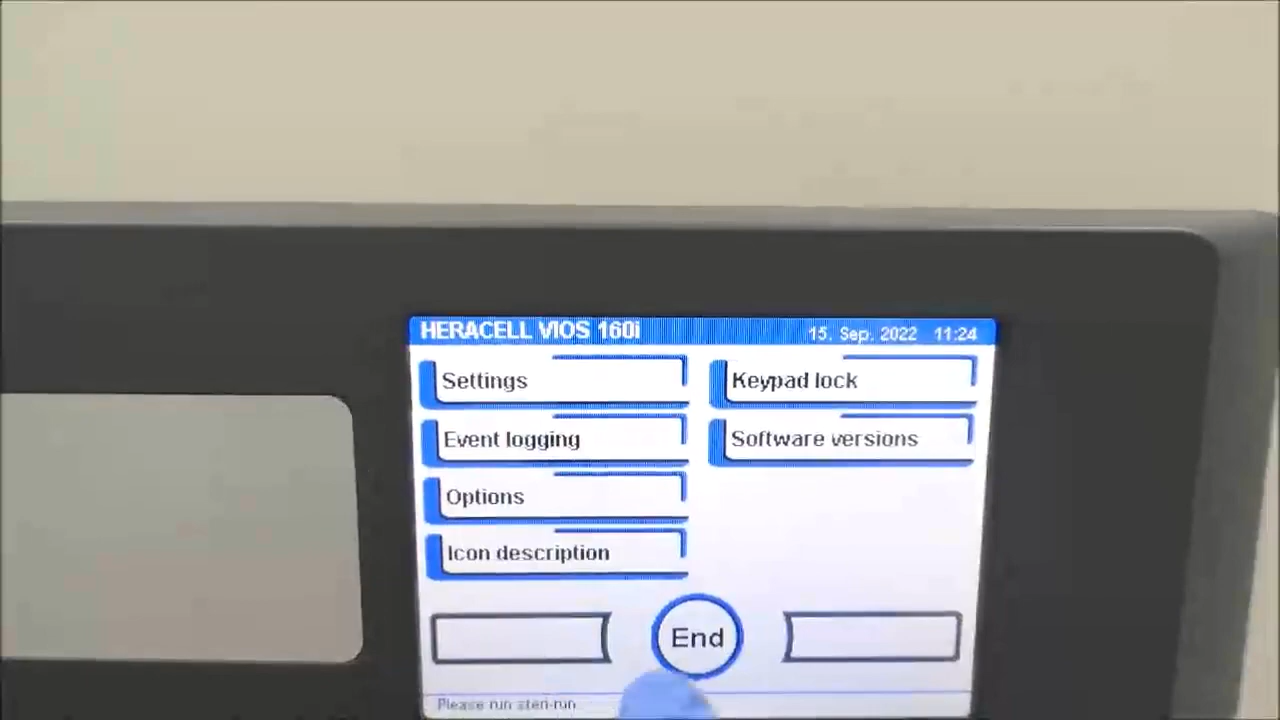 HERACELL VIOS 160i 15. Sep. 2022 11:24
Settings
Keypad lock
Event logging
Software versions
Options
Icon description
End
Please run steri-run